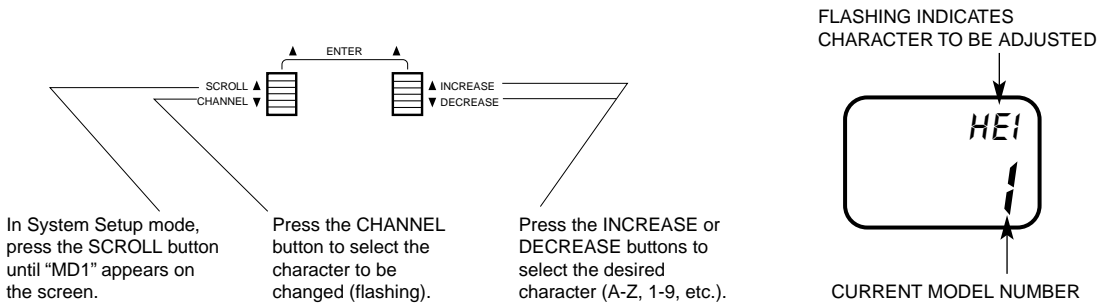 FLASHING INDICATES
CHARACTER TO BE ADJUSTED
▲ ENTER ▲
SCROLL ▲
CHANNEL ▼
▲ INCREASE
▼ DECREASE
HEI
1
In System Setup mode,
press the SCROLL button
until “MD1” appears on
the screen.
Press the CHANNEL
button to select the
character to be
changed (flashing).
Press the INCREASE or
DECREASE buttons to
select the desired
character (A-Z, 1-9, etc.).
CURRENT MODEL NUMBER